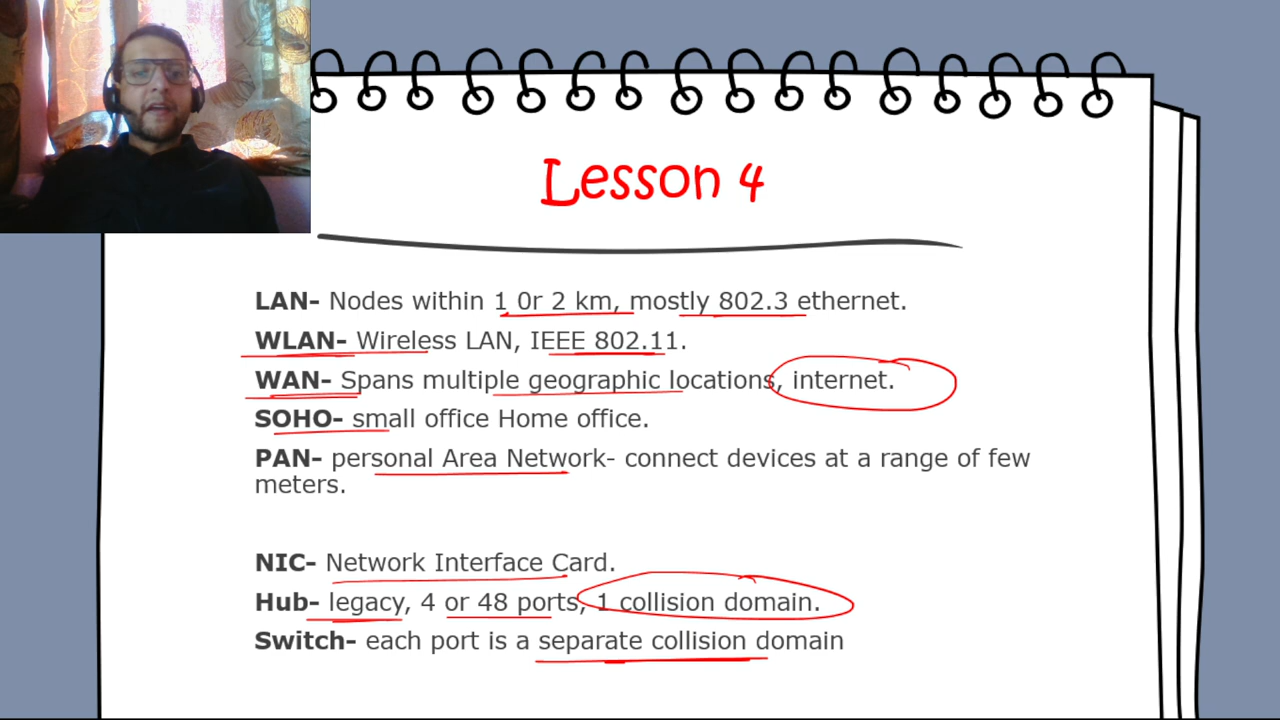 Lesson 4
LAN- Nodes within 1 0r 2 km, mostly 802.3 ethernet.
WLAN- Wireless LAN, IEEE 802.11.
WAN- Spans multiple geographic locations, internet.
SOHO- small office Home office.
PAN- personal Area Network- connect devices at a range of few
meters.
NIC- Network Interface Card.
Hub- legacy, 4 or 48 ports, 1 collision domain.
Switch- each port is a separate collision domain